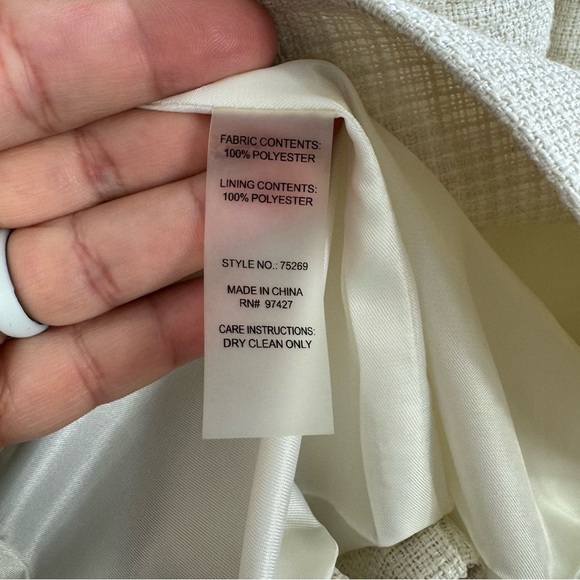 FABRIC CONTENTS:
100% POLYESTER
LINING CONTENTS:
100% POLYESTER
STYLE NO.: 75269
MADE IN CHINA
RN# 97427
CARE INSTRUCTIONS:
DRY CLEAN ONLY